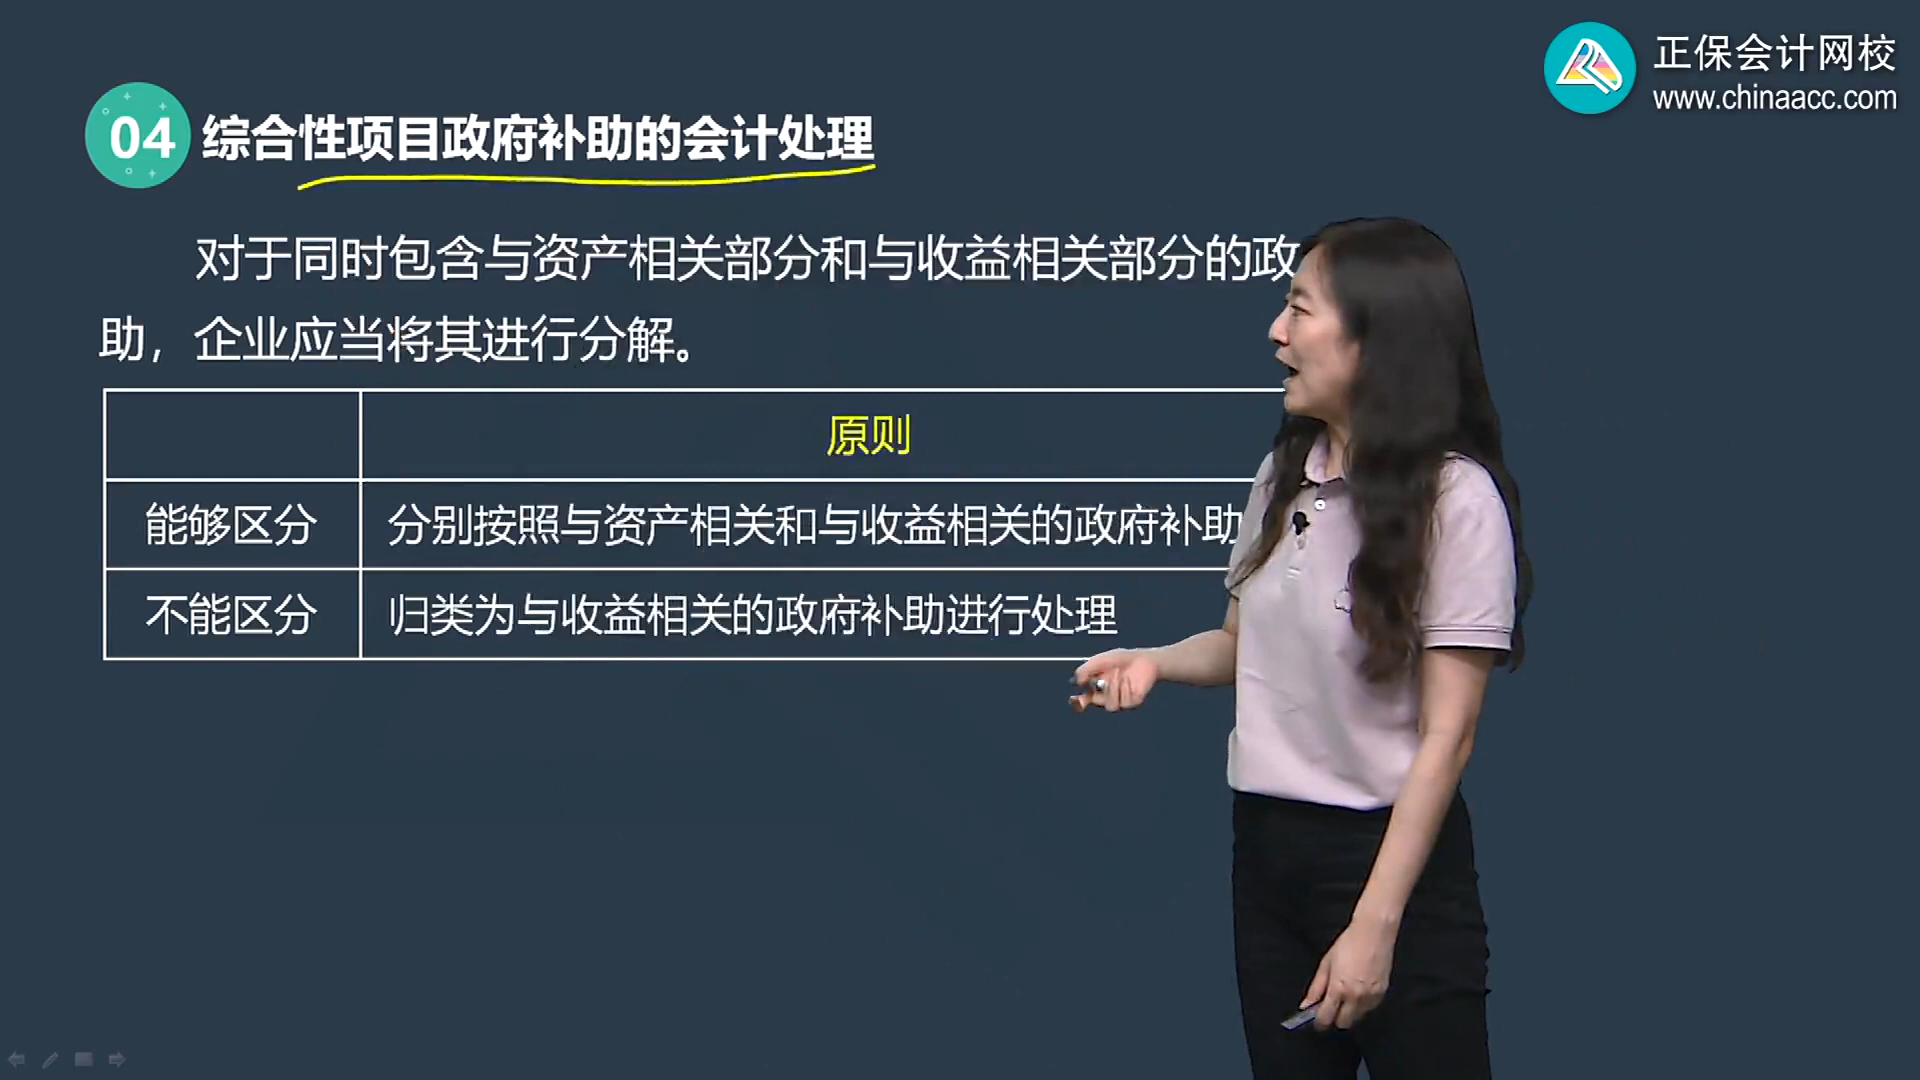 正保会计网校
www.chinaacc.com
04 综合性项目政府补助的会计处理
对于同时包含与资产相关部分和与收益相关部分的政
助，企业应当将其进行分解。
原则
能够区分 分别按照与资产相关和与收益相关的政府补助
不能区分 归类为与收益相关的政府补助进行处理